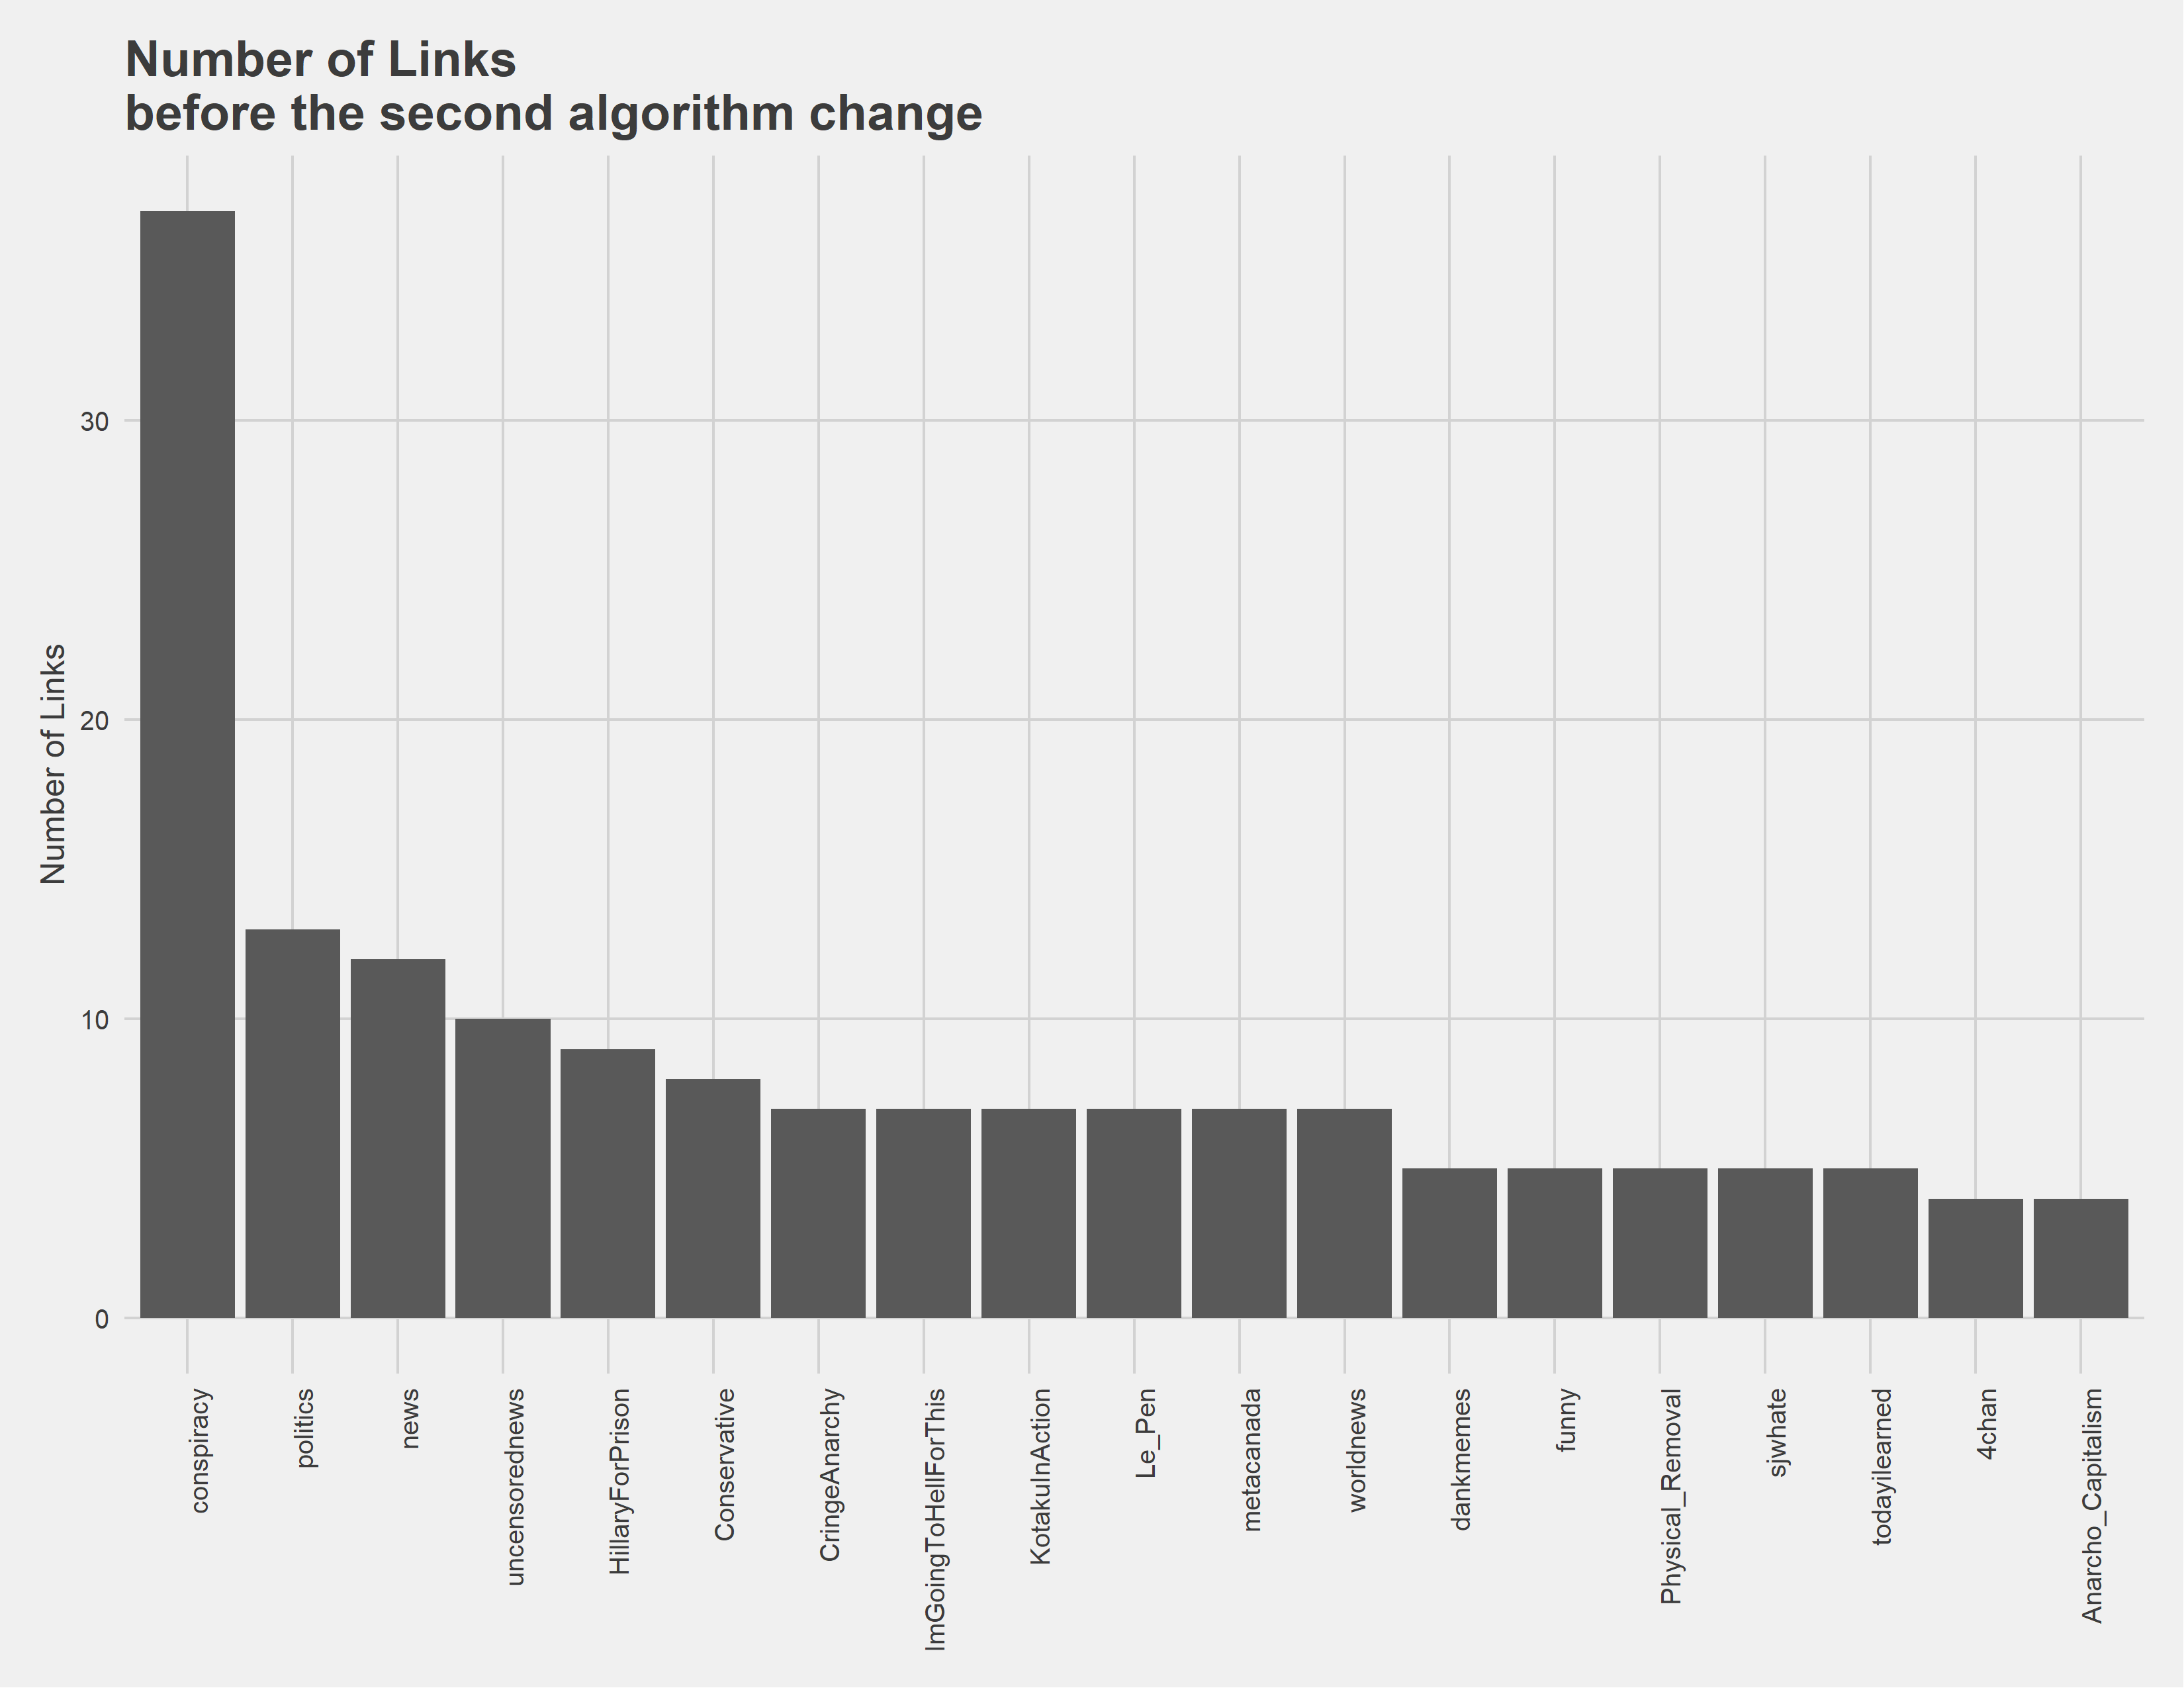 Number of Links
before the second algorithm change
Number of Links
30
20
10
0
conspiracy
politics
news
uncensorednews
HillaryForPrison
Conservative
CringeAnarchy
ImGoingToHellForThis
KotakuInAction
Le_Pen
metacanada
worldnews
dankmemes
funny
Physical_Removal
sjwhate
todayilearned
4chan
Anarcho_Capitalism